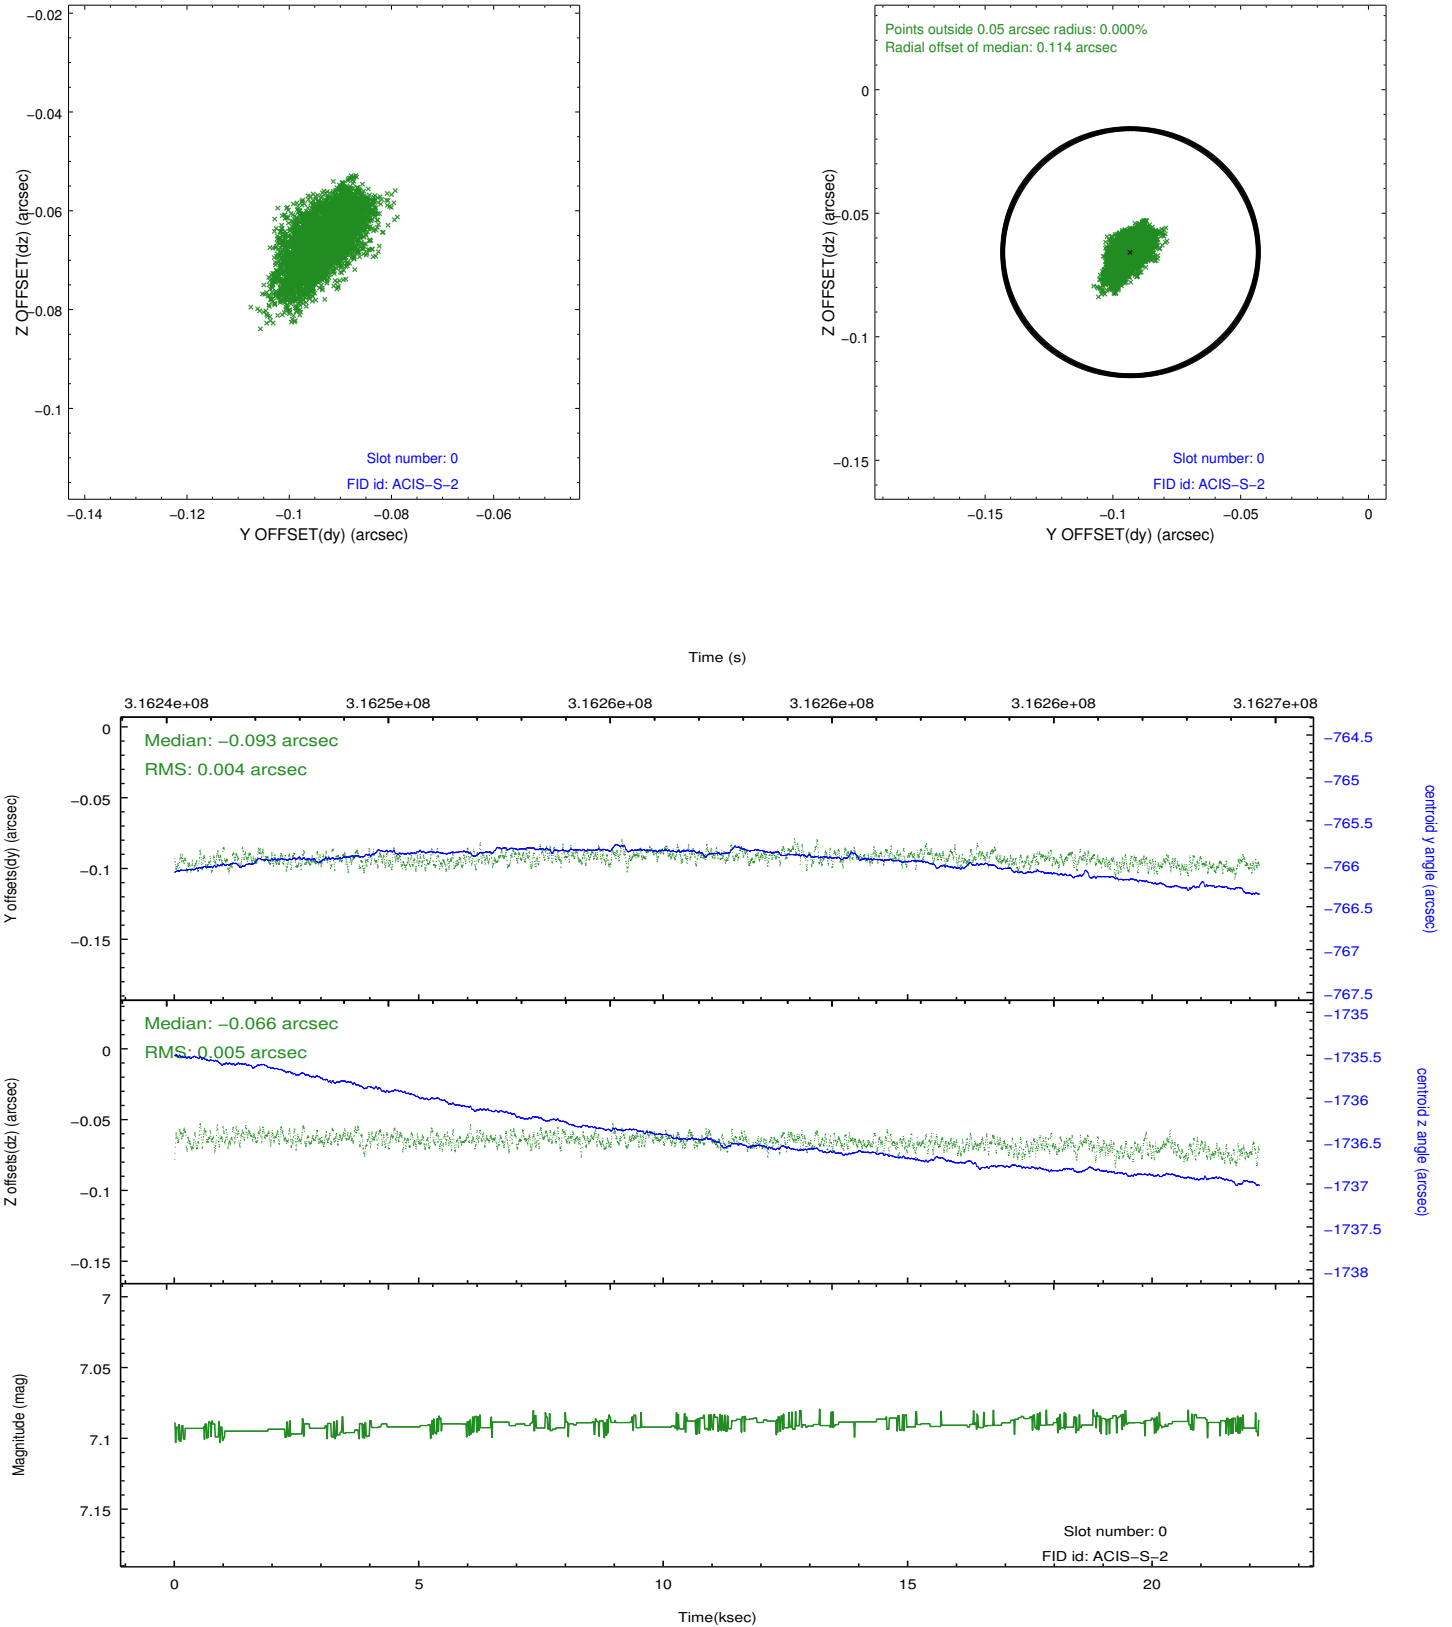 −0.02
−0.04
−0.06
−0.08
−0.1
Z OFFSET(dz) (arcsec)
Slot number: 0
FID id: ACIS−S−2
−0.14
−0.12
−0.1
−0.08
−0.06
Y OFFSET(dy) (arcsec)
Points outside 0.05 arcsec radius: 0.000%
Radial offset of median: 0.114 arcsec
0
−0.05
−0.1
−0.15
Z OFFSET(dz) (arcsec)
Slot number: 0
FID id: ACIS−S−2
−0.15
−0.1
−0.05
0
Y OFFSET(dy) (arcsec)
Time (s)
3.1624e+08
3.1625e+08
3.1626e+08
3.1626e+08
3.1626e+08
3.1627e+08
Median: −0.093 arcsec
RMS: 0.004 arcsec
0
−0.05
−0.1
−0.15
Y offsets(dy) (arcsec)
−764.5
−765
−765.5
−766
−766.5
−767
−767.5
centroid y angle (arcsec)
Median: −0.066 arcsec
RMS: 0.005 arcsec
0
−0.05
−0.1
−0.15
Z offsets(dz) (arcsec)
−1735
−1735.5
−1736
−1736.5
−1737
−1737.5
−1738
centroid z angle (arcsec)
7
7.05
7.1
7.15
Magnitude (mag)
Slot number: 0
FID id: ACIS−S−2
0
5
10
15
20
Time(ksec)